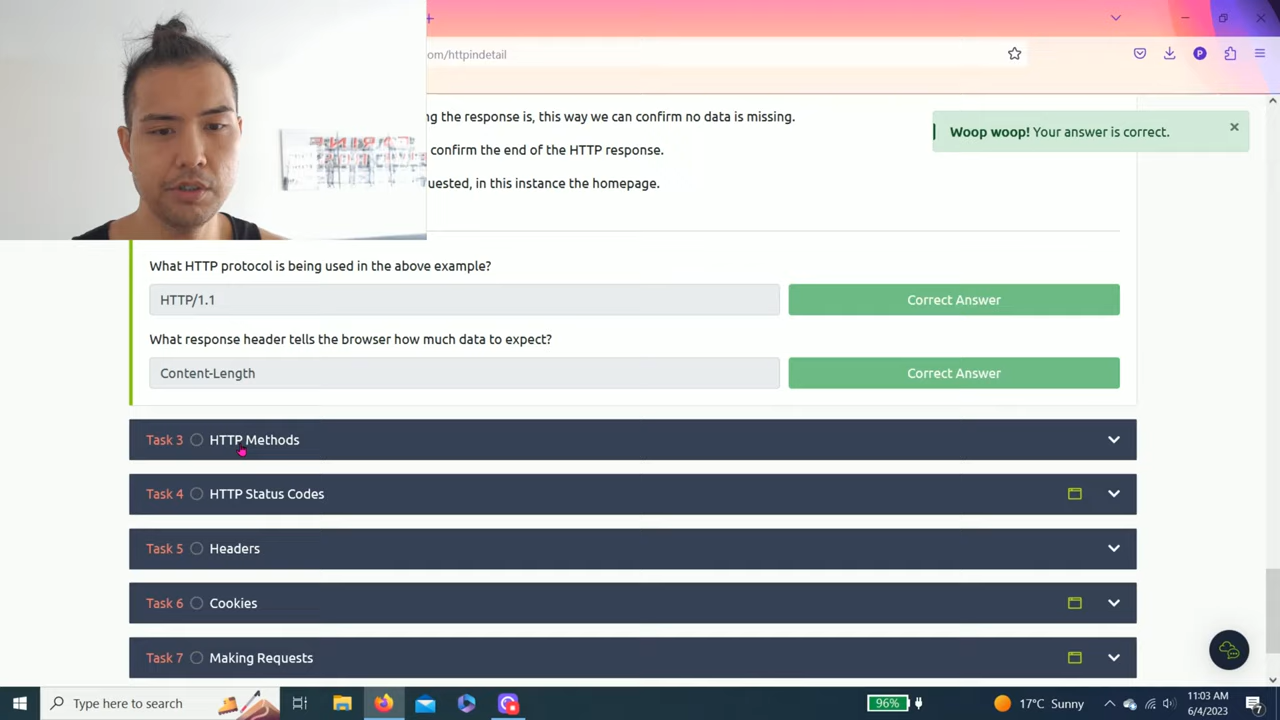 om/httpindetail
ng the response is, this way we can confirm no data is missing.
Woop woop! Your answer is correct.
confirm the end of the HTTP response.
uested, in this instance the homepage.
What HTTP protocol is being used in the above example?
HTTP/1.1
Correct Answer
What response header tells the browser how much data to expect?
Content-Length
Correct Answer
Task 3 HTTP Methods
Task 4 HTTP Status Codes
Task 5 Headers
Task 6 Cookies
Task 7 Making Requests
Type here to search
96%
17°C Sunny
11:03 AM
6/4/2023
7